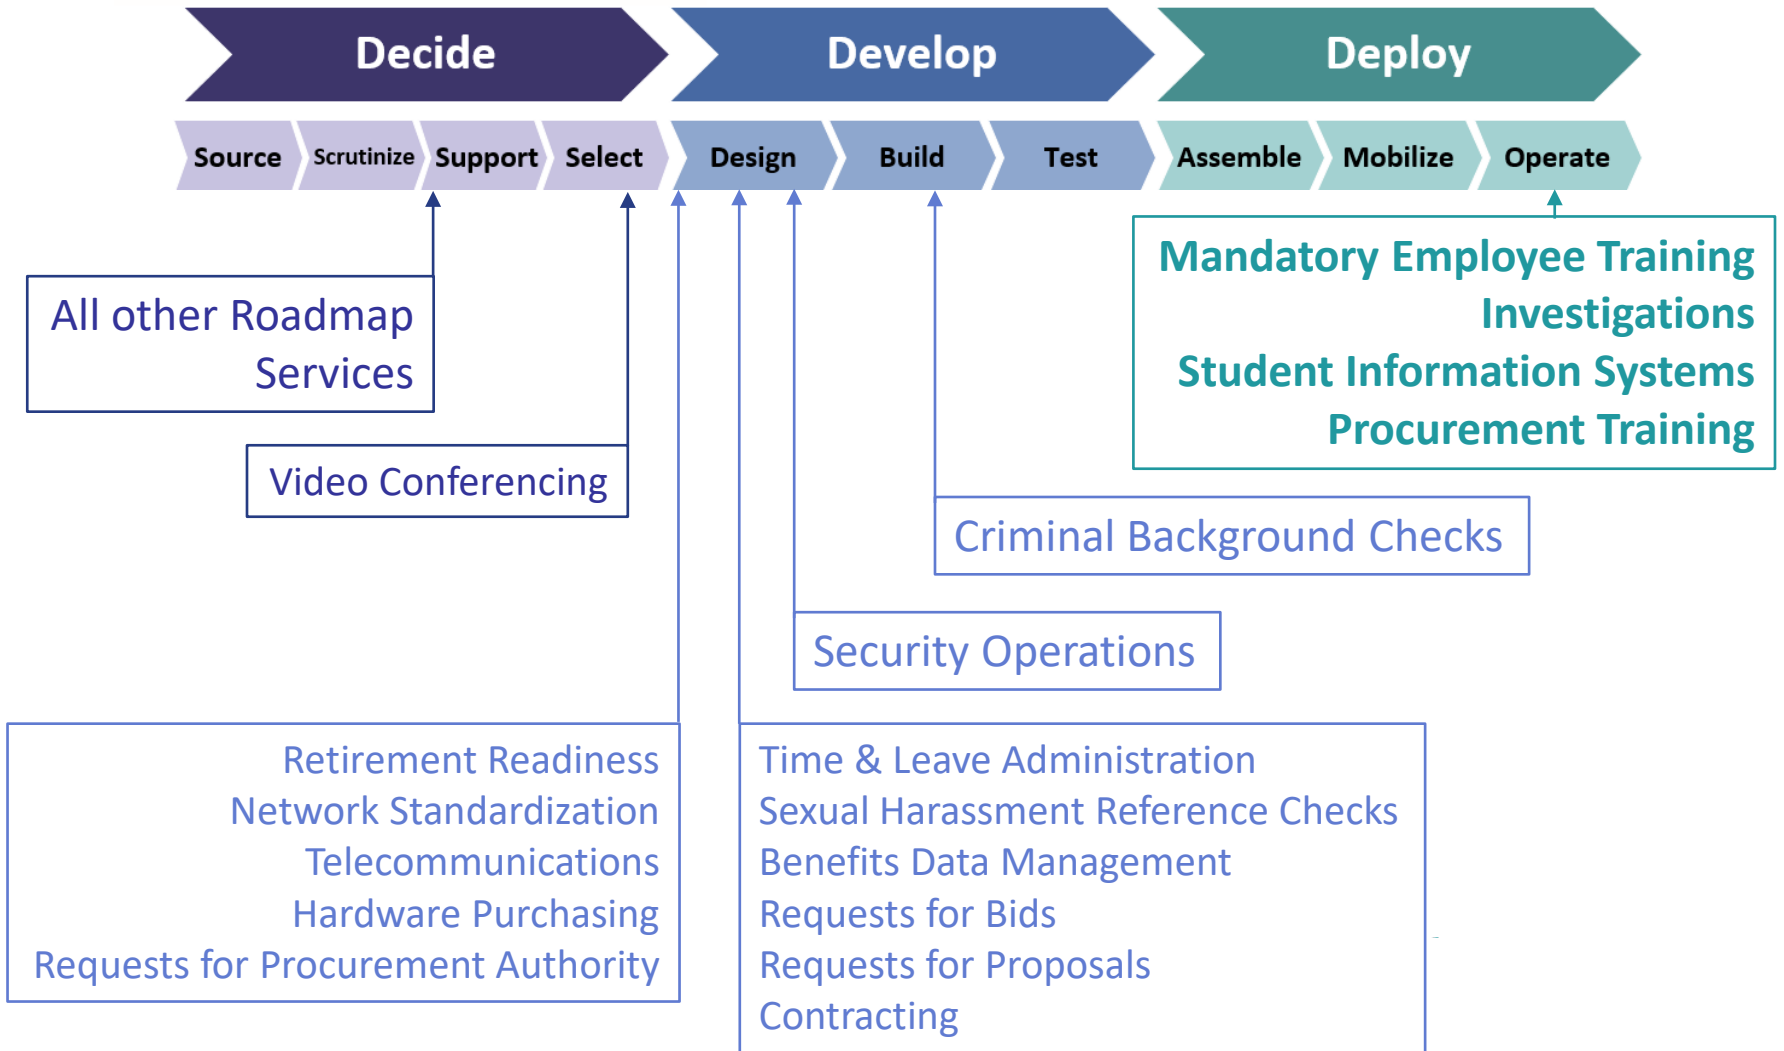 Decide
Develop
Deploy
Source
Scrutinize
Support
Select
Design
Build
Test
Assemble
Mobilize
Operate
All other Roadmap
Services
Video Conferencing
Mandatory Employee Training
Investigations
Student Information Systems
Procurement Training
Criminal Background Checks
Security Operations
Retirement Readiness
Network Standardization
Telecommunications
Hardware Purchasing
Requests for Procurement Authority
Time & Leave Administration
Sexual Harassment Reference Checks
Benefits Data Management
Requests for Bids
Requests for Proposals
Contracting